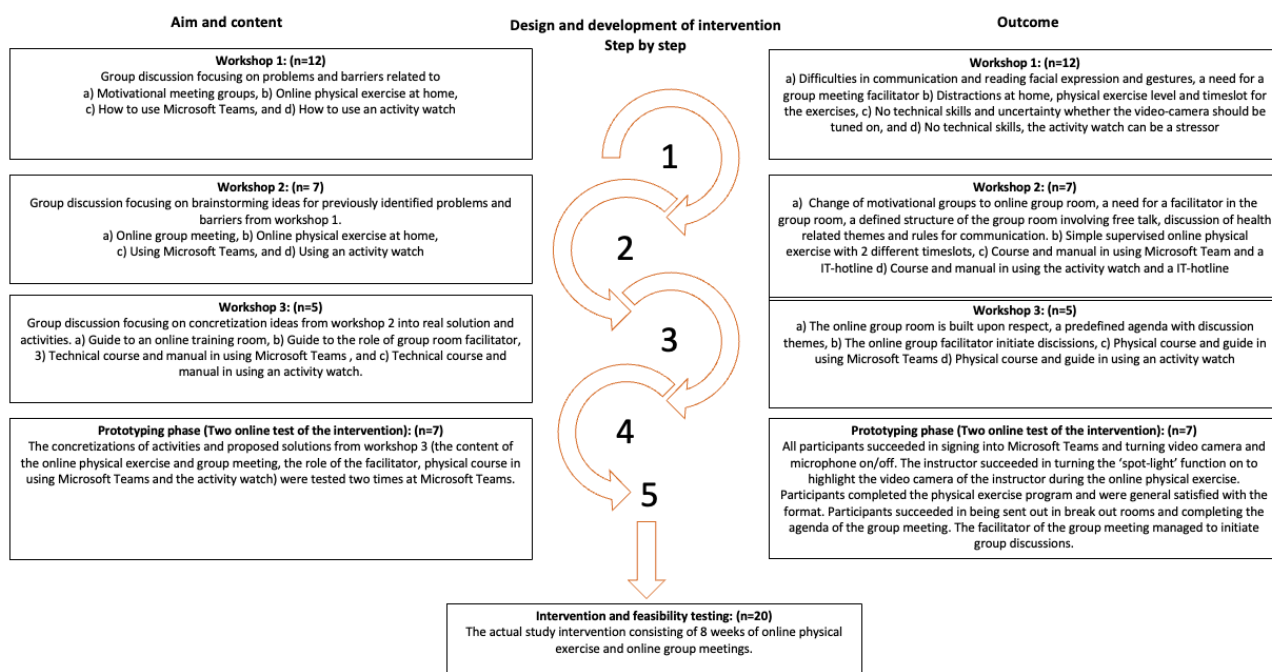 Aim and content
Design and development of intervention
Step by step
Outcome
Workshop 1: (n=12)
Group discussion focusing on problems and barriers related to
a) Motivational meeting groups, b) Online physical exercise at home,
c) How to use Microsoft Teams, and d) How to use an activity watch
Workshop 1: (n=12)
a) Difficulties in communication and reading facial expression and gestures, a need for a
group meeting facilitator b) Distractions at home, physical exercise level and timeslot for
the exercises, c) No technical skills and uncertainty whether the video-camera should be
tuned on, and d) No technical skills, the activity watch can be a stressor
1
Workshop 2: (n= 7)
Group discussion focusing on brainstorming ideas for previously identified problems and
barriers from workshop 1.
a) Online group meeting, b) Online physical exercise at home,
c) Using Microsoft Teams, and d) Using an activity watch
Workshop 2: (n=7)
a) Change of motivational groups to online group room, a need for a facilitator in the
group room, a defined structure of the group room involving free talk, discussion of health
related themes and rules for communication. b) Simple supervised online physical
exercise with 2 different timeslots, c) Course and manual in using Microsoft Team and a
IT-hotline d) Course and manual in using the activity watch and a IT-hotline
2
Workshop 3: (n=5)
Group discussion focusing on concretization ideas from workshop 2 into real solution and
activities. a) Guide to an online training room, b) Guide to the role of group room facilitator,
3) Technical course and manual in using Microsoft Teams , and c) Technical course and
manual in using an activity watch.
Workshop 3: (n=5)
a) The online group room is built upon respect, a predefined agenda with discussion
themes, b) The online group facilitator initiate discissions, c) Physical course and guide in
using Microsoft Teams d) Physical course and guide in using an activity watch
3
Prototyping phase (Two online test of the intervention): (n=7)
The concretizations of activities and proposed solutions from workshop 3 (the content of
the online physical exercise and group meeting, the role of the facilitator, physical course in
using Microsoft Teams and the activity watch) were tested two times at Microsoft Teams.
Prototyping phase (Two online test of the intervention): (n=7)
All participants succeeded in signing into Microsoft Teams and turning video camera and
microphone on/off. The instructor succeeded in turning the ‘spot-light’ function on to
highlight the video camera of the instructor during the online physical exercise.
Participants completed the physical exercise program and were general satisfied with the
format. Participants succeeded in being sent out in break out rooms and completing the
agenda of the group meeting. The facilitator of the group meeting managed to initiate
group discussions.
4
5
Intervention and feasibility testing: (n=20)
The actual study intervention consisting of 8 weeks of online physical
exercise and online group meetings.